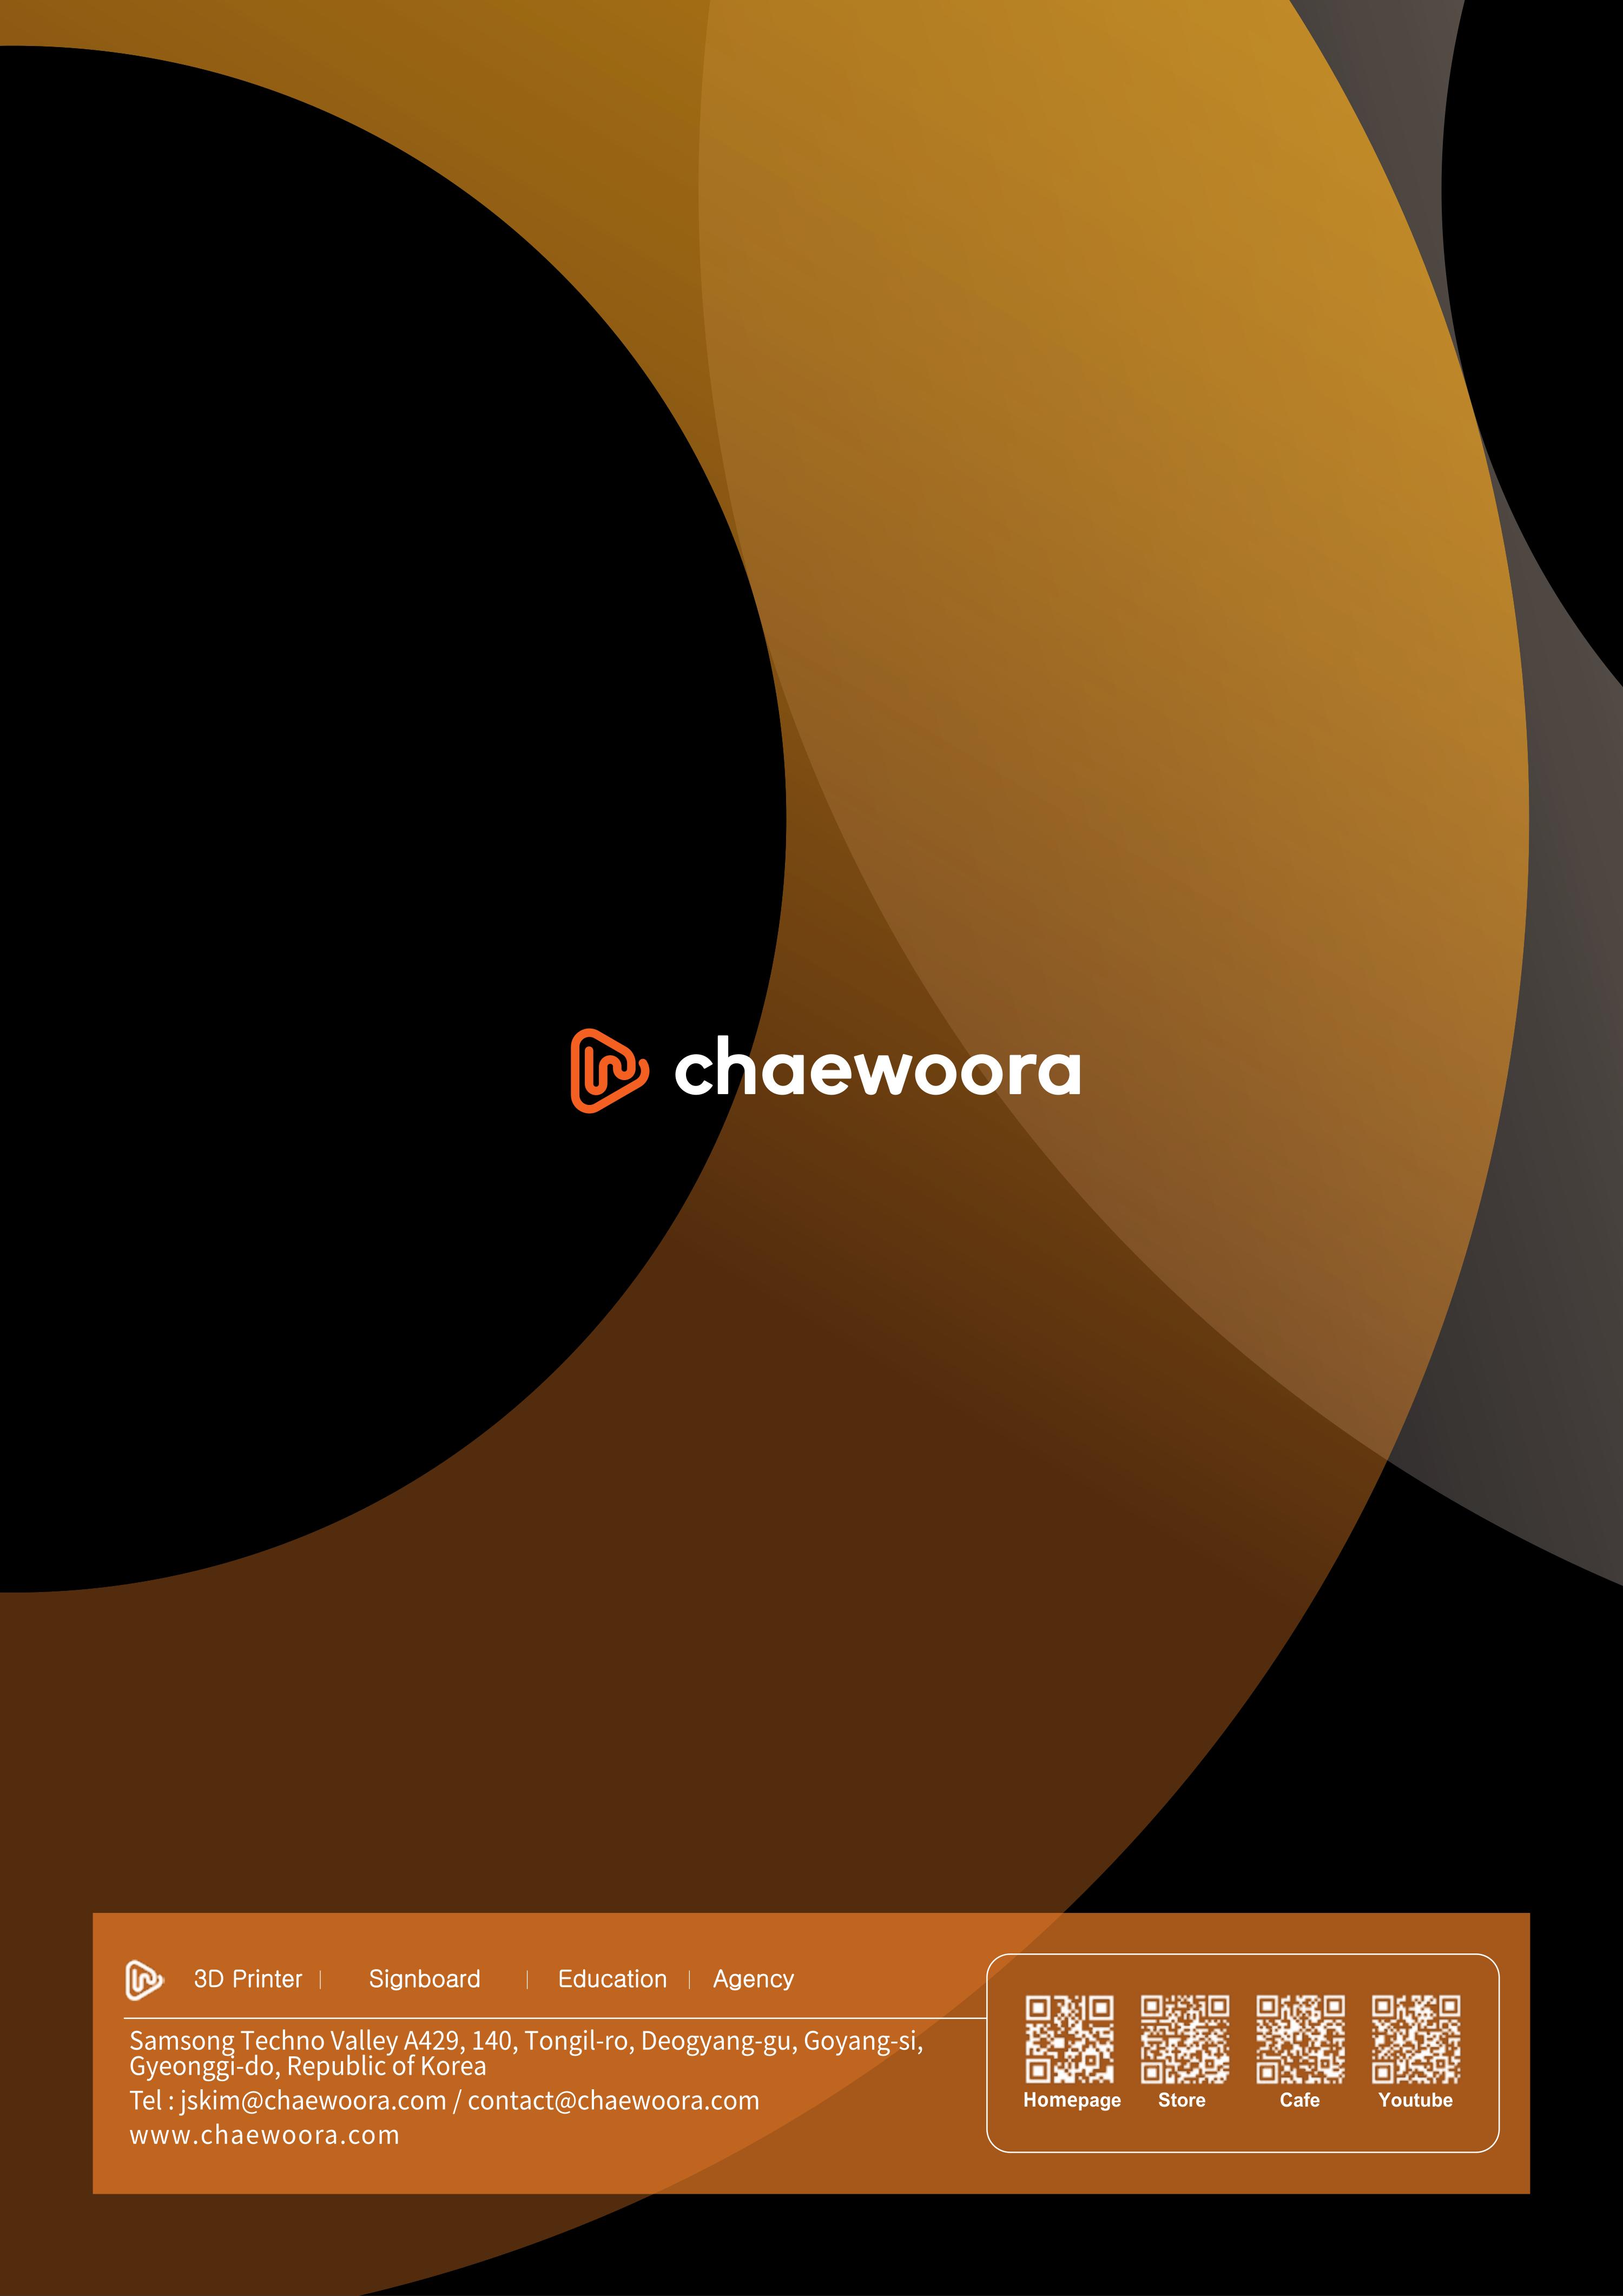 chaewoora
3D Printer | Signboard | Education | Agency
Samsong Techno Valley A429, 140, Tongil-ro, Deogyang-gu, Goyang-si,
Gyeonggi-do, Republic of Korea
Tel : jskim@chaewoora.com / contact@chaewoora.com
www.chaewoora.com
Homepage Store Cafe Youtube